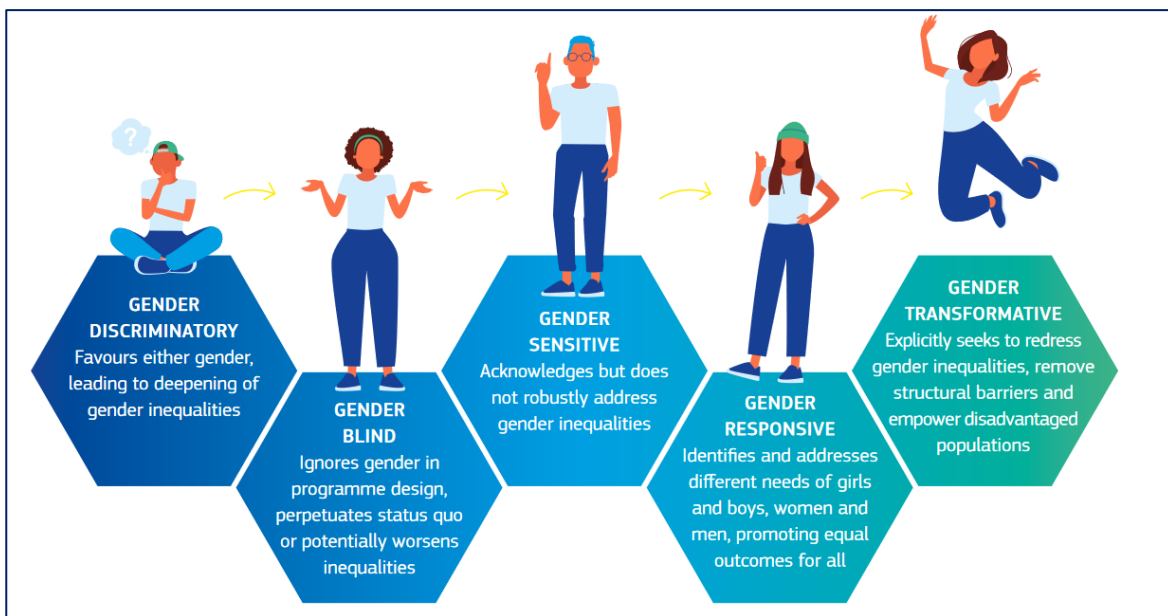 ?
GENDER
DISCRIMINATORY
Favours either gender,
leading to deepening of
gender inequalities
GENDER
BLIND
Ignores gender in
programme design,
perpetuates status quo
or potentially worsens
inequalities
GENDER
SENSITIVE
Acknowledges but does
not robustly address
gender inequalities
GENDER
RESPONSIVE
Identifies and addresses
different needs of girls
and boys, women and
men, promoting equal
outcomes for all
GENDER
TRANSFORMATIVE
Explicitly seeks to redress
gender inequalities, remove
structural barriers and
empower disadvantaged
populations